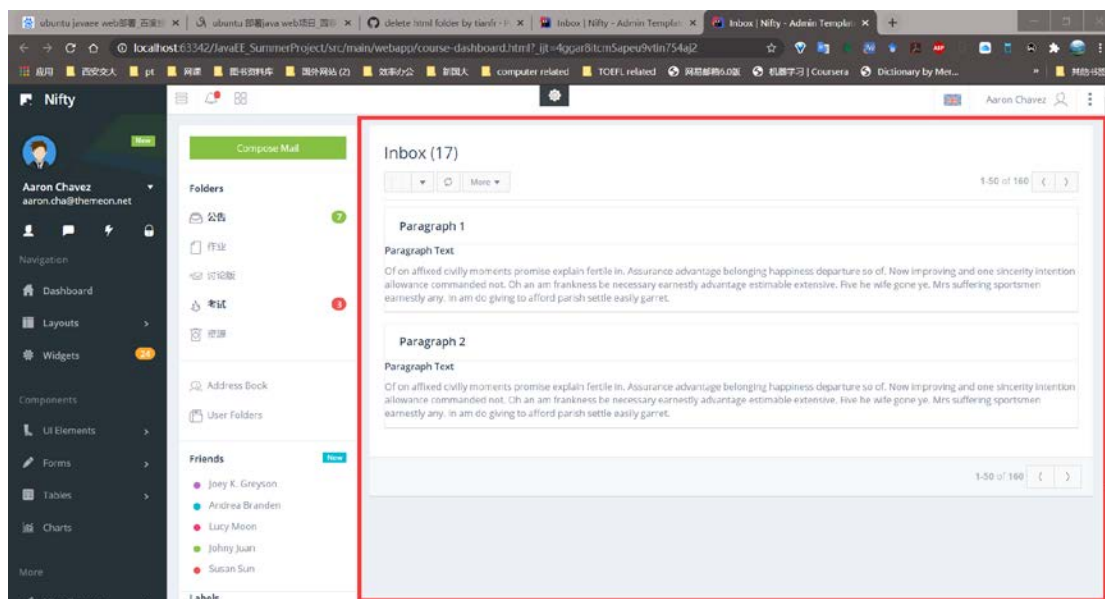 ubuntu javaee web部署_百度
ubuntu 部署java web项目
delete html folder by tianfr
Inbox | Nifty - Admin Templat
Inbox | Nifty - Admin Templat
localhost:63342/JavaEE_SummerProject/src/main/webapp/course-dashboard.html?_ijt=4ggar8itcm5apeu9vtin754aj2
应用
西安交大
pt
网课
图书资料库
国外网站 (2)
效率办公
新国人
computer related
TOEFL related
网易邮箱6.0版
机器学习 | Coursera
Dictionary by Mer...
»
Nifty
Aaron Chavez
New
Aaron Chavez
aaron.cha@themeon.net
Navigation
Dashboard
Layouts
Widgets 24
Components
UI Elements
Forms
Tables
Charts
More
Compose Mail
Folders
公告 7
作业
讨论版
考试 3
资源
Address Book
User Folders
Friends New
Joey K. Greyson
Andrea Branden
Lucy Moon
Johny Juan
Susan Sun
Labels
Inbox (17)
More
1-50 of 160
Paragraph 1
Paragraph Text
Of on affixed civilly moments promise explain fertile in. Assurance advantage belonging happiness departure so of. Now improving and one sincerity intention
allowance commanded not. Oh an am frankness be necessary earnestly advantage estimable extensive. Five he wife gone ye. Mrs suffering sportsmen
earnestly any. In am do giving to afford parish settle easily garret.
Paragraph 2
Paragraph Text
Of on affixed civilly moments promise explain fertile in. Assurance advantage belonging happiness departure so of. Now improving and one sincerity intention
allowance commanded not. Oh an am frankness be necessary earnestly advantage estimable extensive. Five he wife gone ye. Mrs suffering sportsmen
earnestly any. In am do giving to afford parish settle easily garret.
1-50 of 160